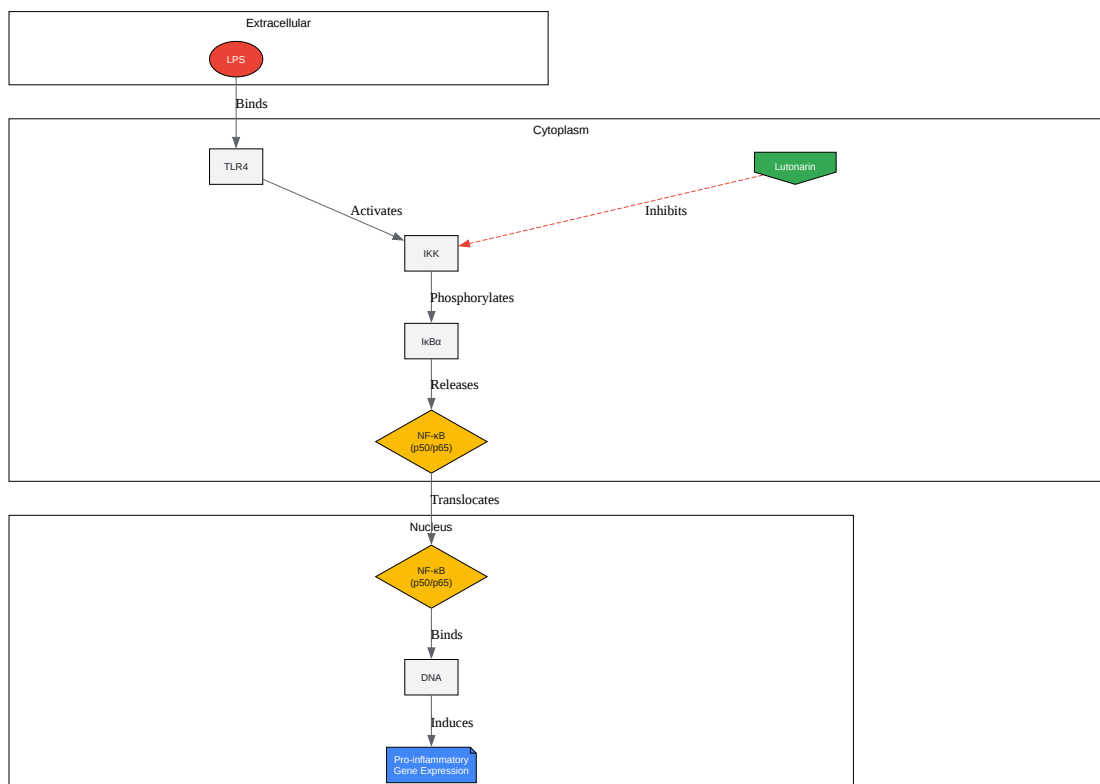 Extracellular
LPS
Binds
Cytoplasm
TLR4
Lutonarin
Activates
Inhibits
IKK
Phosphorylates
IκBα
Releases
NF-κB
(p50/p65)
Translocates
Nucleus
NF-κB
(p50/p65)
Binds
DNA
Induces
Pro-inflammatory
Gene Expression